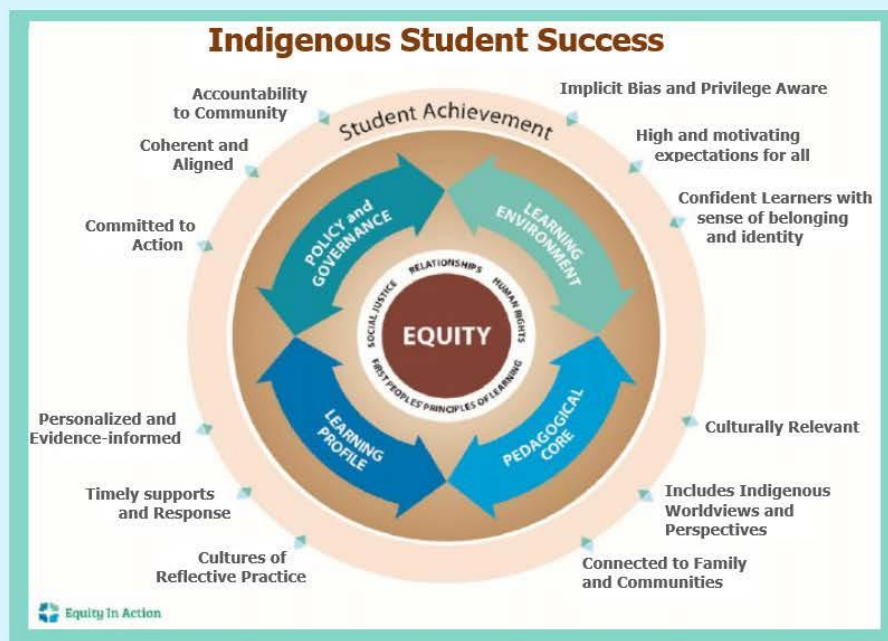 Indigenous Student Success
Accountability
to Community
Coherent and
Aligned
Committed to
Action
Implicit Bias and Privilege Aware
High and motivating
expectations for all
Confident Learners with
sense of belonging
and identity
Student Achievement
POLICY and
GOVERNANCE
LEARNING
ENVIRONMENT
SOCIAL JUSTICE
RELATIONSHIPS
HUMAN RIGHTS
EQUITY
FIRST PEOPLES' PRINCIPLES OF LEARNING
LEARNING
PROFILE
PEDAGOGICAL
CORE
Personalized and
Evidence-informed
Timely supports
and Response
Cultures of
Reflective Practice
Culturally Relevant
Includes Indigenous
Worldviews and
Perspectives
Connected to Family
and Communities
Equity In Action